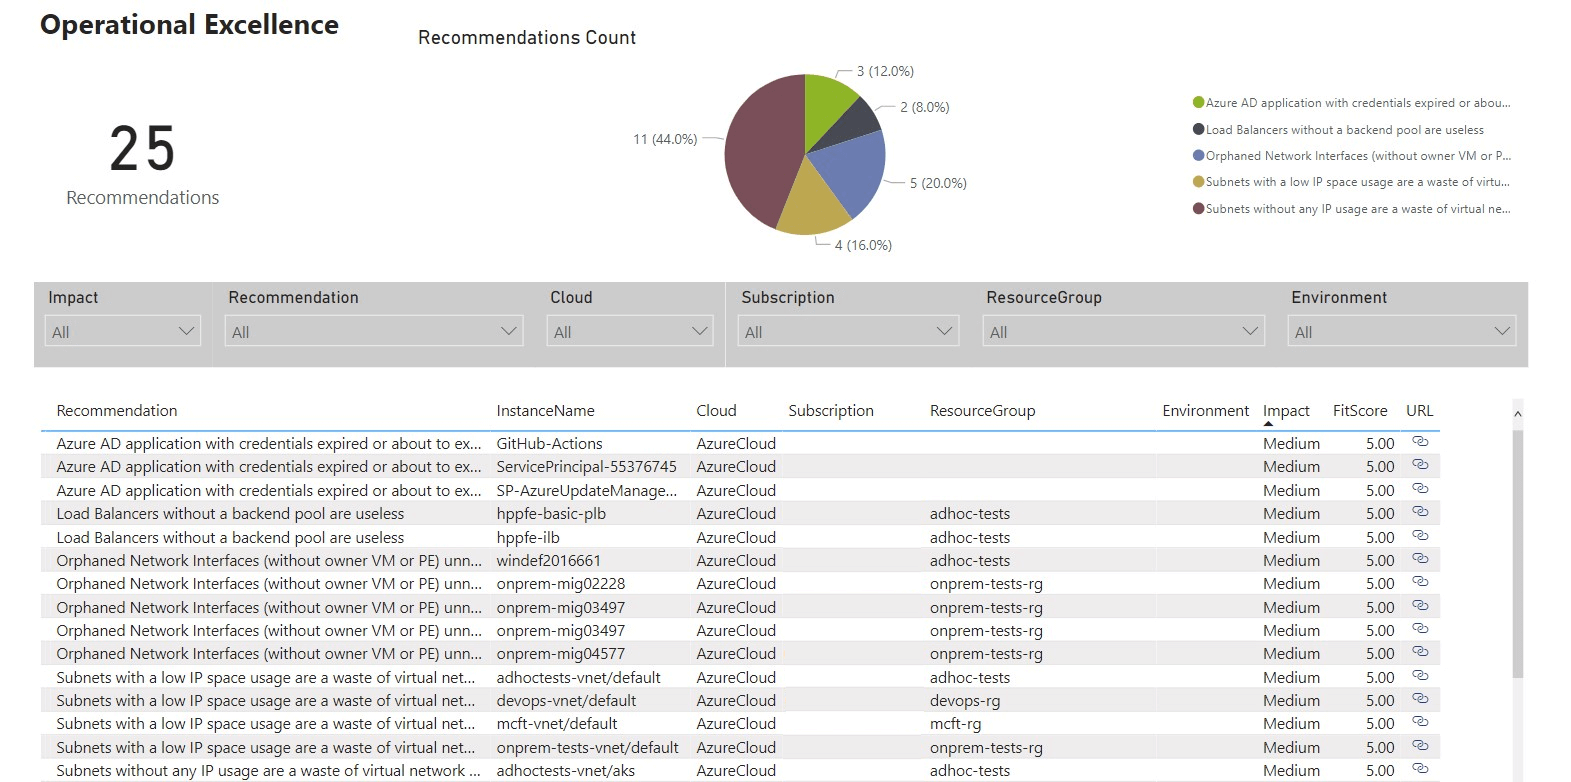 Operational Excellence
Recommendations Count
25
Recommendations
3 (12.0%)
2 (8.0%)
11 (44.0%)
5 (20.0%)
4 (16.0%)
Azure AD application with credentials expired or abou...
Load Balancers without a backend pool are useless
Orphaned Network Interfaces (without owner VM or P...
Subnets with a low IP space usage are a waste of virtu...
Subnets without any IP usage are a waste of virtual ne...
Impact Recommendation Cloud Subscription ResourceGroup Environment
All All All All All All
Recommendation InstanceName Cloud Subscription ResourceGroup Environment Impact FitScore URL
Azure AD application with credentials expired or about to ex... GitHub-Actions AzureCloud Medium 5.00
Azure AD application with credentials expired or about to ex... ServicePrincipal-55376745 AzureCloud Medium 5.00
Azure AD application with credentials expired or about to ex... SP-AzureUpdateManage... AzureCloud Medium 5.00
Load Balancers without a backend pool are useless hppfe-basic-plb AzureCloud adhoc-tests Medium 5.00
Load Balancers without a backend pool are useless hppfe-ilb AzureCloud adhoc-tests Medium 5.00
Orphaned Network Interfaces (without owner VM or PE) unn... windef2016661 AzureCloud adhoc-tests Medium 5.00
Orphaned Network Interfaces (without owner VM or PE) unn... onprem-mig02228 AzureCloud onprem-tests-rg Medium 5.00
Orphaned Network Interfaces (without owner VM or PE) unn... onprem-mig03497 AzureCloud onprem-tests-rg Medium 5.00
Orphaned Network Interfaces (without owner VM or PE) unn... onprem-mig03497 AzureCloud onprem-tests-rg Medium 5.00
Orphaned Network Interfaces (without owner VM or PE) unn... onprem-mig04577 AzureCloud onprem-tests-rg Medium 5.00
Subnets with a low IP space usage are a waste of virtual net... adhoctests-vnet/default AzureCloud adhoc-tests Medium 5.00
Subnets with a low IP space usage are a waste of virtual net... devops-vnet/default AzureCloud devops-rg Medium 5.00
Subnets with a low IP space usage are a waste of virtual net... mcft-vnet/default AzureCloud mcft-rg Medium 5.00
Subnets with a low IP space usage are a waste of virtual net... onprem-tests-vnet/default AzureCloud onprem-tests-rg Medium 5.00
Subnets without any IP usage are a waste of virtual network ... adhoctests-vnet/aks AzureCloud adhoc-tests Medium 5.00